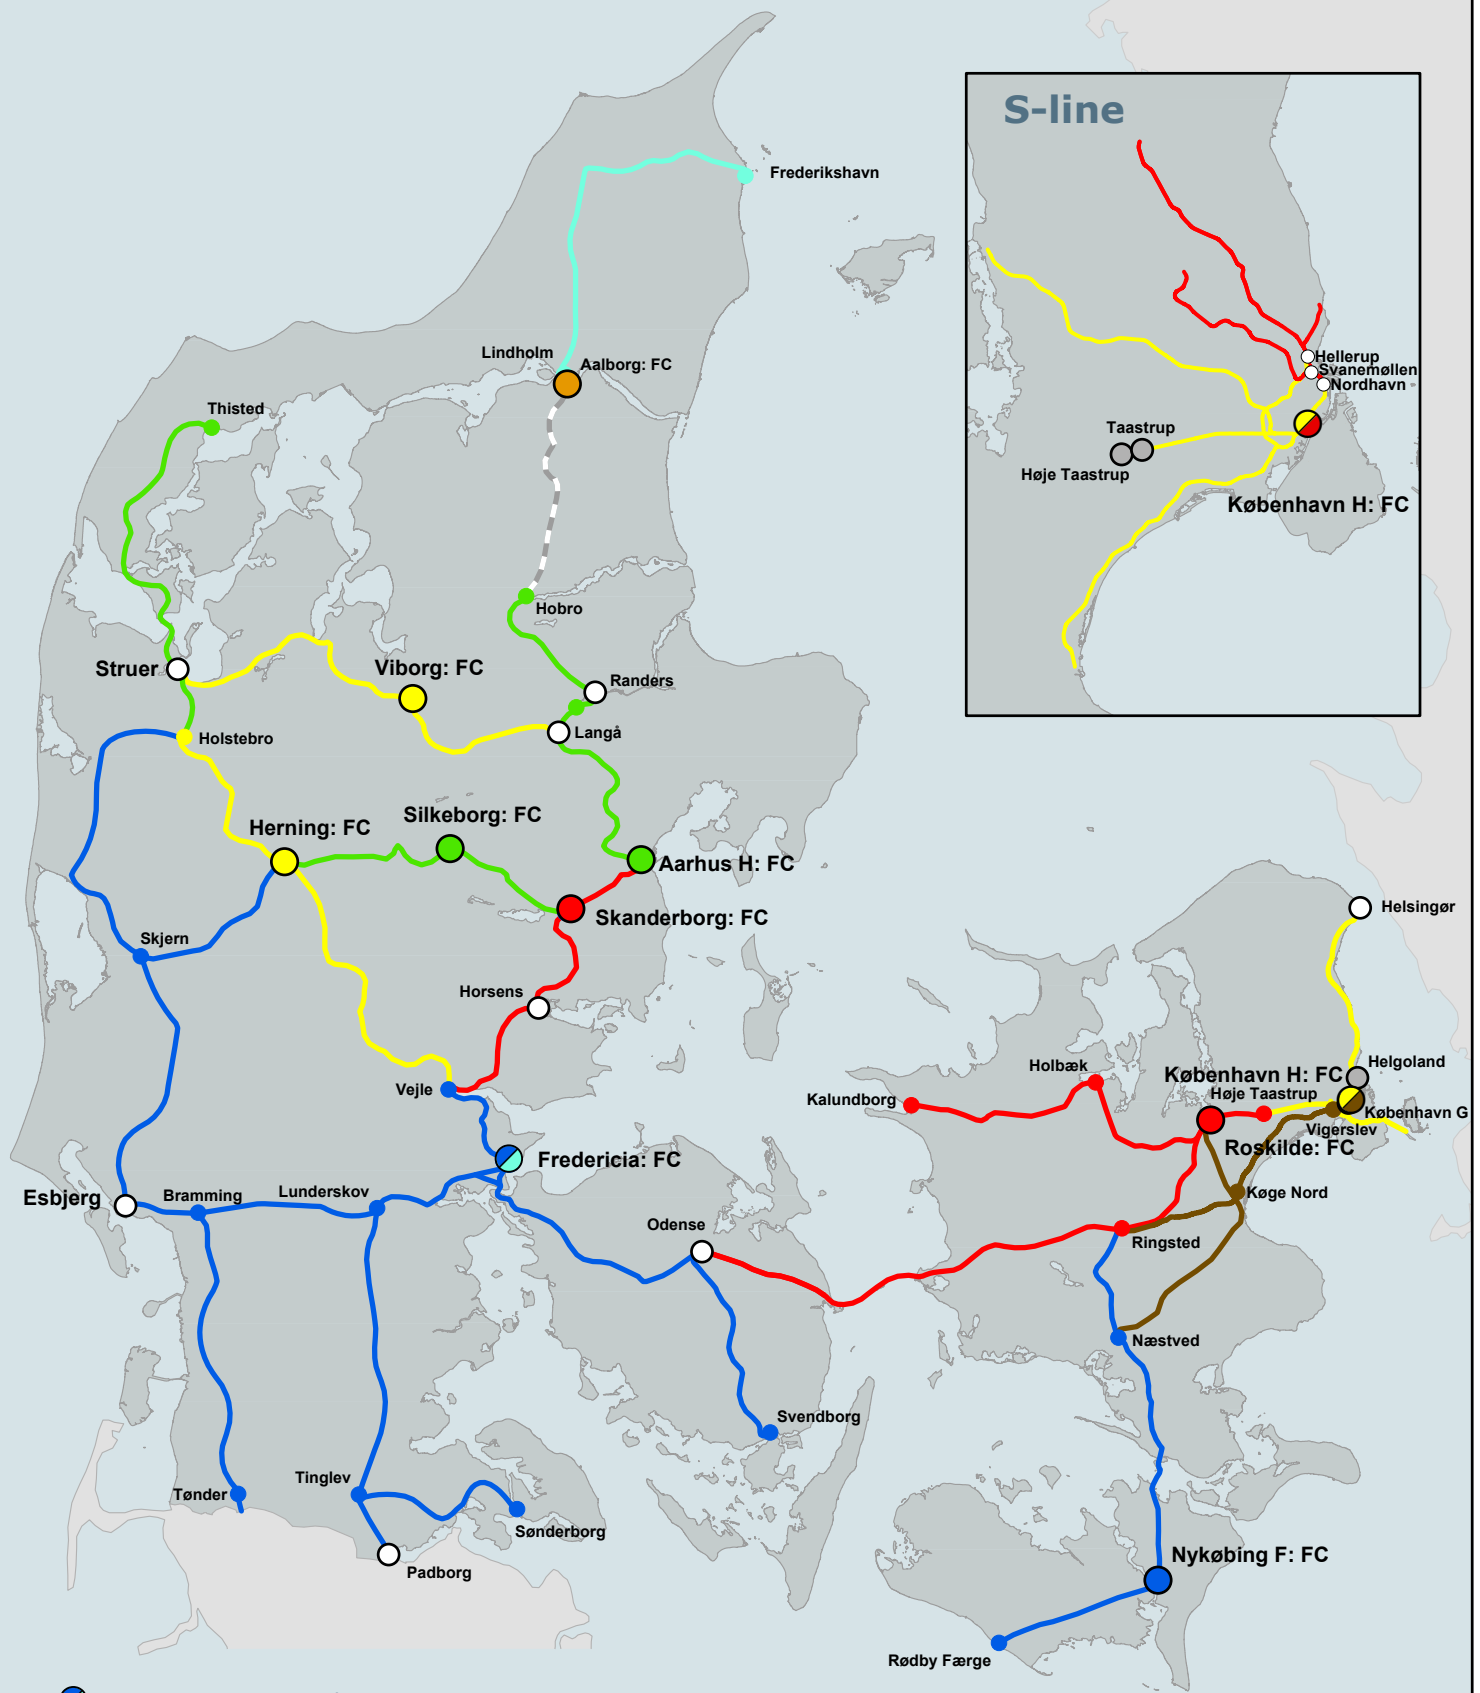 S-line
Frederikshavn
Lindholm
Aalborg: FC
Hellerup
Svanemøllen
Nordhavn
Thisted
Taastrup
Høje Taastrup
København H: FC
Hobro
Struer
Viborg: FC
Randers
Holstebro
Langå
Herning: FC
Silkeborg: FC
Aarhus H: FC
Skanderborg: FC
Helsingør
Skjern
Horsens
Vejle
Holbæk
Kalundborg
Helgoland
København H: FC
Høje Taastrup
København G
Vigerslev
Roskilde: FC
Fredericia: FC
Esbjerg
Bramming
Lunderskov
Køge Nord
Odense
Ringsted
Næstved
Svendborg
Tønder
Tinglev
Sønderborg
Padborg
Nykøbing F: FC
Rødby Færge